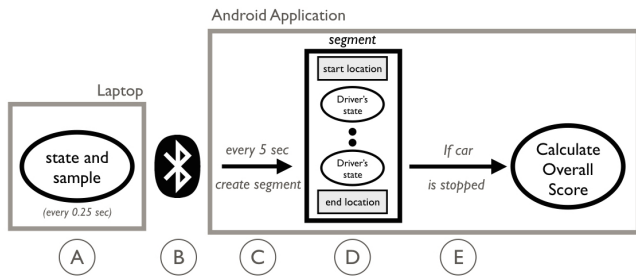 Android Application
Laptop
state and
sample
(every 0.25 sec)
every 5 sec
create segment
segment
start location
Driver's
state
Driver's
state
end location
If car
is stopped
Calculate
Overall
Score
A
B
C
D
E